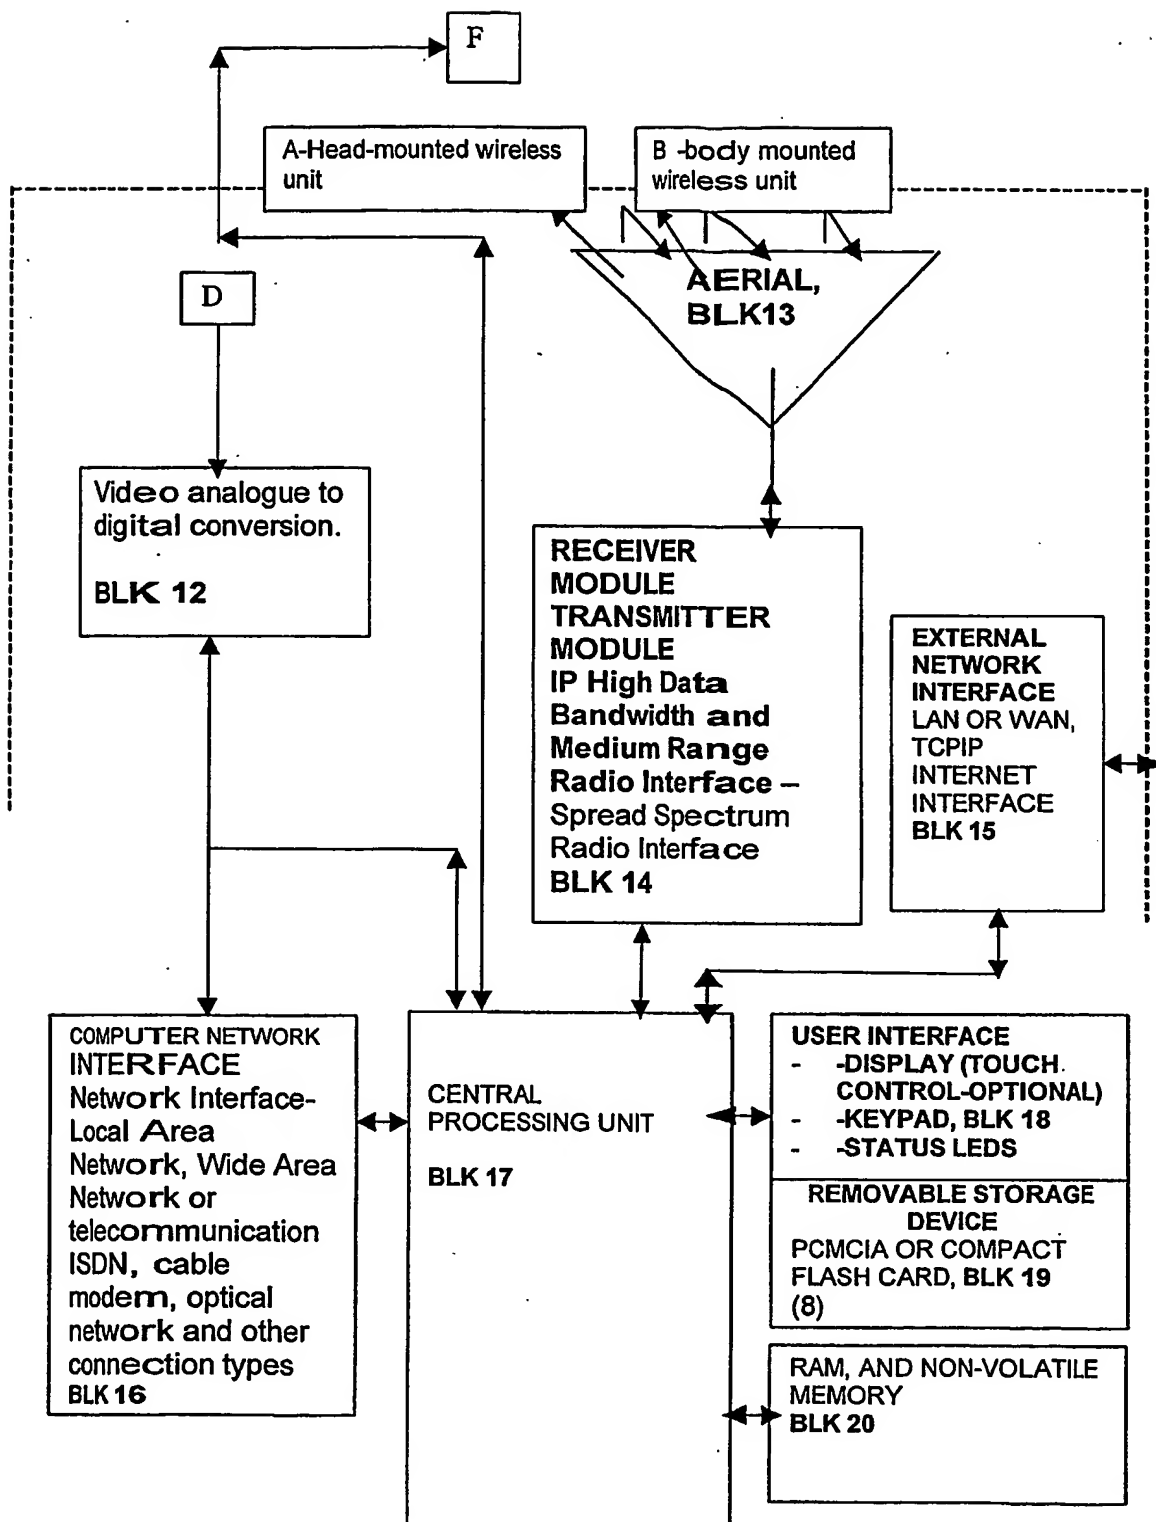 F
A-Head-mounted wireless
unit
B -body mounted
wireless unit
D
AERIAL,
BLK13
Video analogue to
digital conversion.
BLK 12
RECEIVER
MODULE
TRANSMITTER
MODULE
IP High Data
Bandwidth and
Medium Range
Radio Interface –
Spread Spectrum
Radio Interface
BLK 14
EXTERNAL
NETWORK
INTERFACE
LAN OR WAN,
TCPIP
INTERNET
INTERFACE
BLK 15
COMPUTER NETWORK
INTERFACE
Network Interface-
Local Area
Network, Wide Area
Network or
telecommunication
ISDN, cable
modem, optical
network and other
connection types
BLK 16
CENTRAL
PROCESSING UNIT
BLK 17
USER INTERFACE
- -DISPLAY (TOUCH
CONTROL-OPTIONAL)
- -KEYPAD, BLK 18
- -STATUS LEDS
REMOVABLE STORAGE
DEVICE
PCMCIA OR COMPACT
FLASH CARD, BLK 19
(8)
RAM, AND NON-VOLATILE
MEMORY
BLK 20